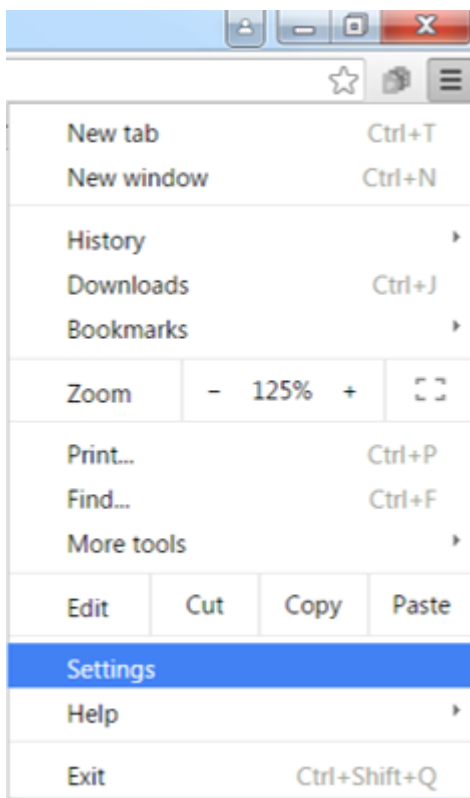 New tab Ctrl+T
New window Ctrl+N
History
Downloads Ctrl+J
Bookmarks
Zoom - 125% +
Print... Ctrl+P
Find... Ctrl+F
More tools
Edit Cut Copy Paste
Settings
Help
Exit Ctrl+Shift+Q